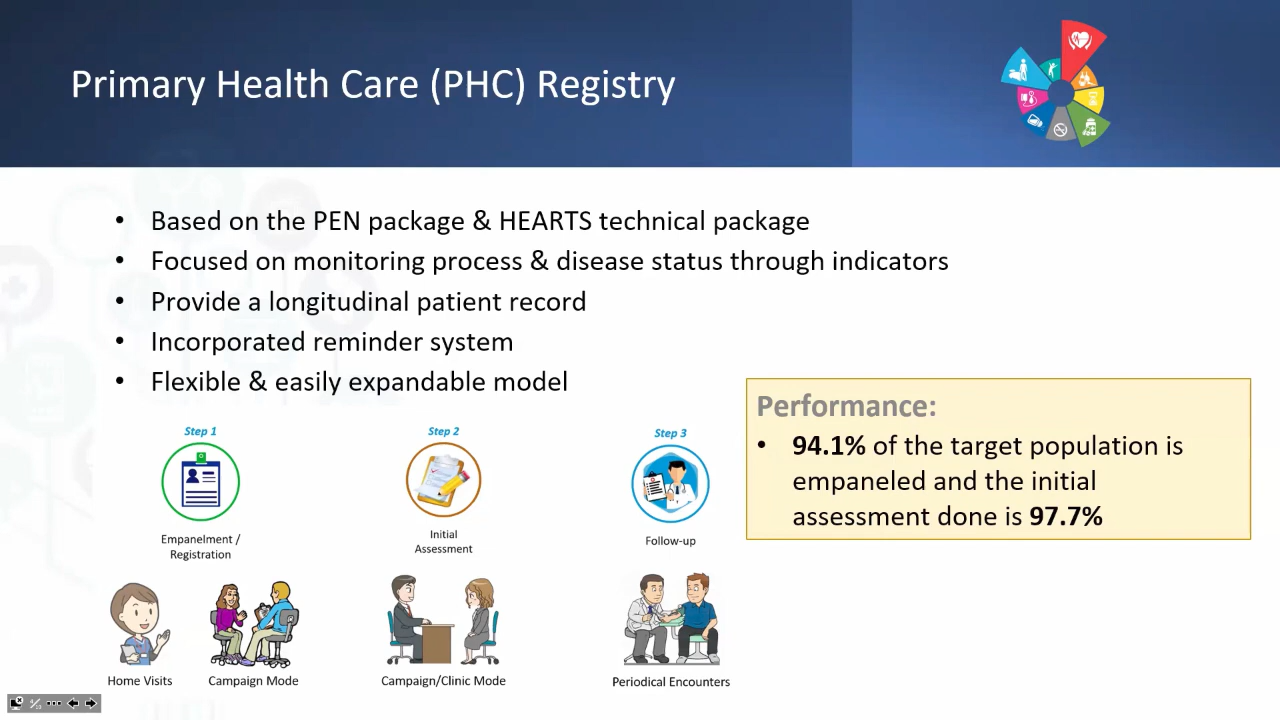 Primary Health Care (PHC) Registry
• Based on the PEN package & HEARTS technical package
• Focused on monitoring process & disease status through indicators
• Provide a longitudinal patient record
• Incorporated reminder system
• Flexible & easily expandable model
Performance:
• 94.1% of the target population is
empaneled and the initial
assessment done is 97.7%
Step 1
Empanelment /
Registration
Home Visits
Campaign Mode
Step 2
Initial
Assessment
Campaign/Clinic Mode
Step 3
Follow-up
Periodical Encounters